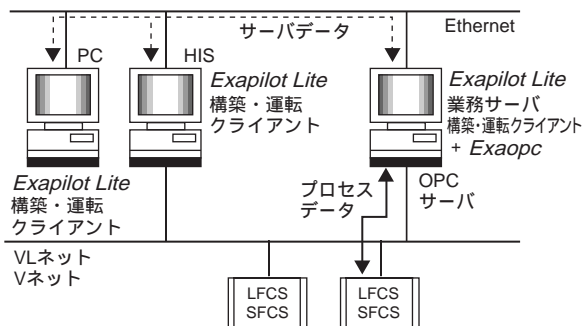 Ethernet
サーバデータ
PC
HIS
Exapilot Lite
構築・運転
クライアント
Exapilot Lite
業務サーバ
構築・運転クライアント
+ Exaopc
Exapilot Lite
構築・運転
クライアント
プロセス
データ
OPC
サーバ
VLネット
Vネット
LFCS
SFCS
LFCS
SFCS